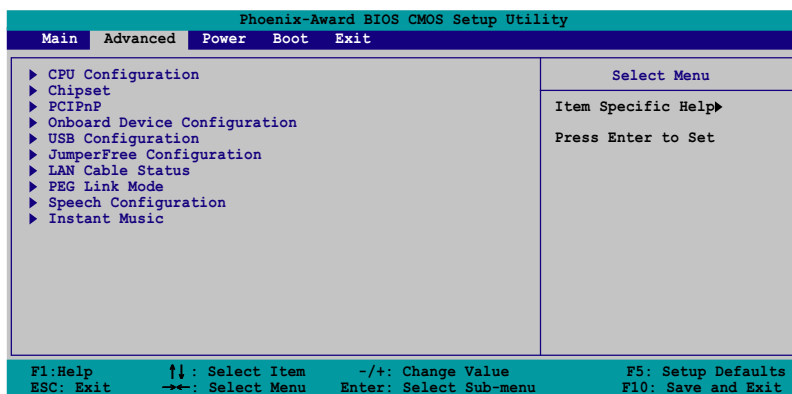 Phoenix-Award BIOS CMOS Setup Utility
Main Advanced Power Boot Exit
CPU Configuration
Chipset
PCIPnP
Onboard Device Configuration
USB Configuration
JumperFree Configuration
LAN Cable Status
PEG Link Mode
Speech Configuration
Instant Music
Select Menu
Item Specific Help▶
Press Enter to Set
F1:Help ↑↓: Select Item -/+: Change Value F5: Setup Defaults
ESC: Exit →←: Select Menu Enter: Select Sub-menu F10: Save and Exit